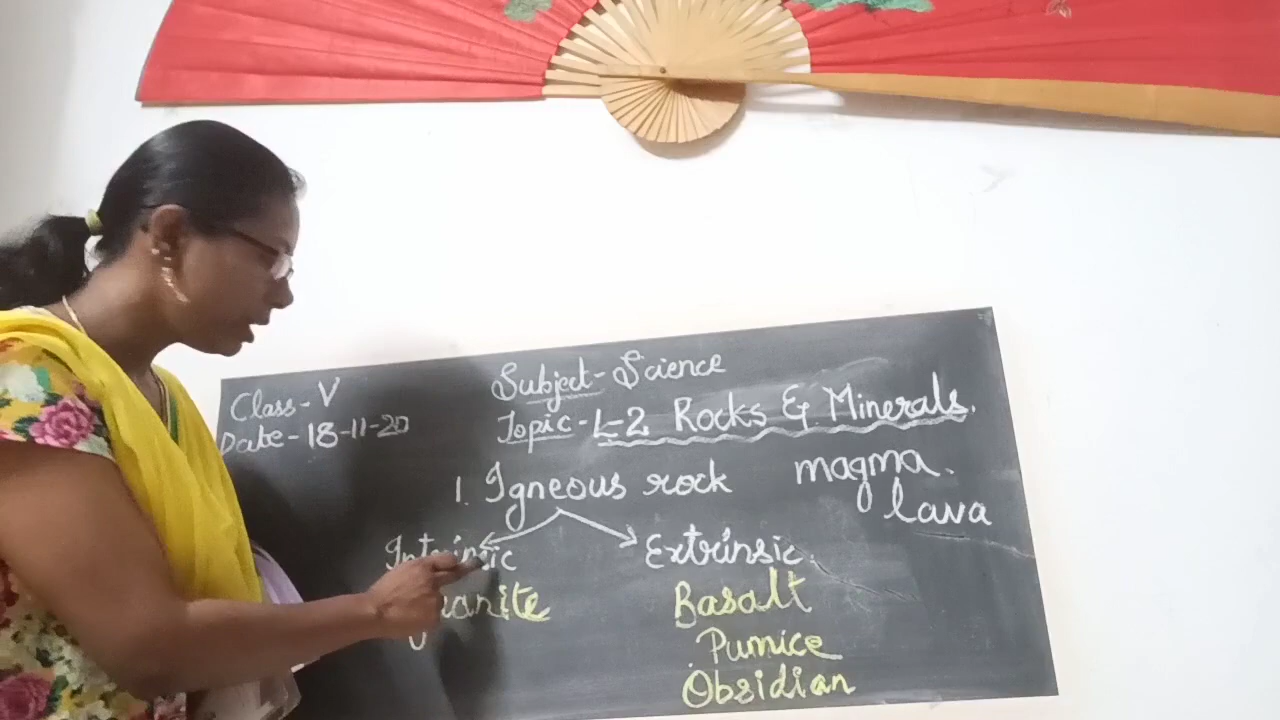 Class-V
Date-18-11-20
Subject-Science
Topic-L-2 Rocks & Minerals.
1. Igneous rock
magma.
lava
Intrinsic
Extrinsic.
Basalt
Pumice
Obsidian